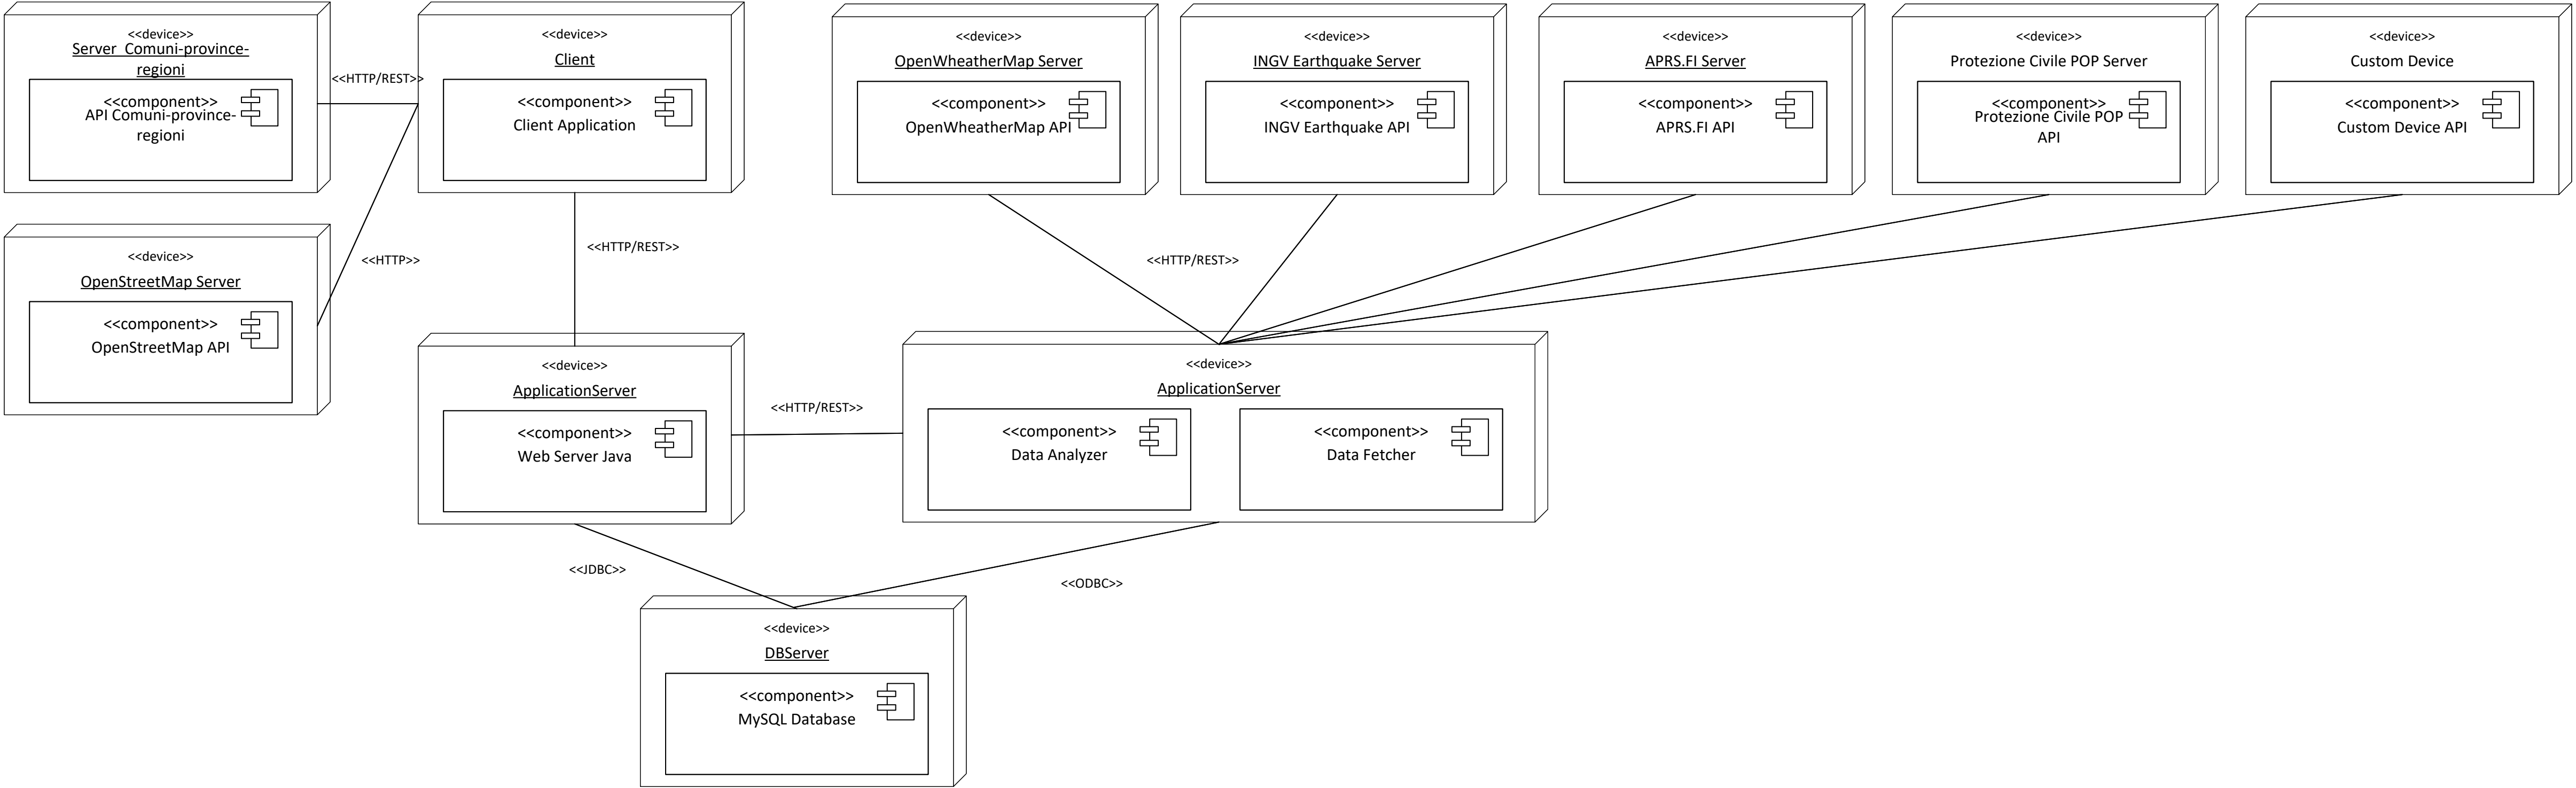 <<device>>
Server  Comuni-province-
regioni
<<component>>
API Comuni-province-
regioni
<<HTTP/REST>>
<<device>>
Client
<<component>>
Client Application
<<device>>
OpenWheatherMap Server
<<component>>
OpenWheatherMap API
<<device>>
INGV Earthquake Server
<<component>>
INGV Earthquake API
<<device>>
APRS.FI Server
<<component>>
APRS.FI API
<<device>>
Protezione Civile POP Server
<<component>>
Protezione Civile POP
API
<<device>>
Custom Device
<<component>>
Custom Device API
<<device>>
OpenStreetMap Server
<<component>>
OpenStreetMap API
<<HTTP>>
<<HTTP/REST>>
<<HTTP/REST>>
<<device>>
ApplicationServer
<<component>>
Web Server Java
<<HTTP/REST>>
<<device>>
ApplicationServer
<<component>>
Data Analyzer
<<component>>
Data Fetcher
<<JDBC>>
<<ODBC>>
<<device>>
DBServer
<<component>>
MySQL Database